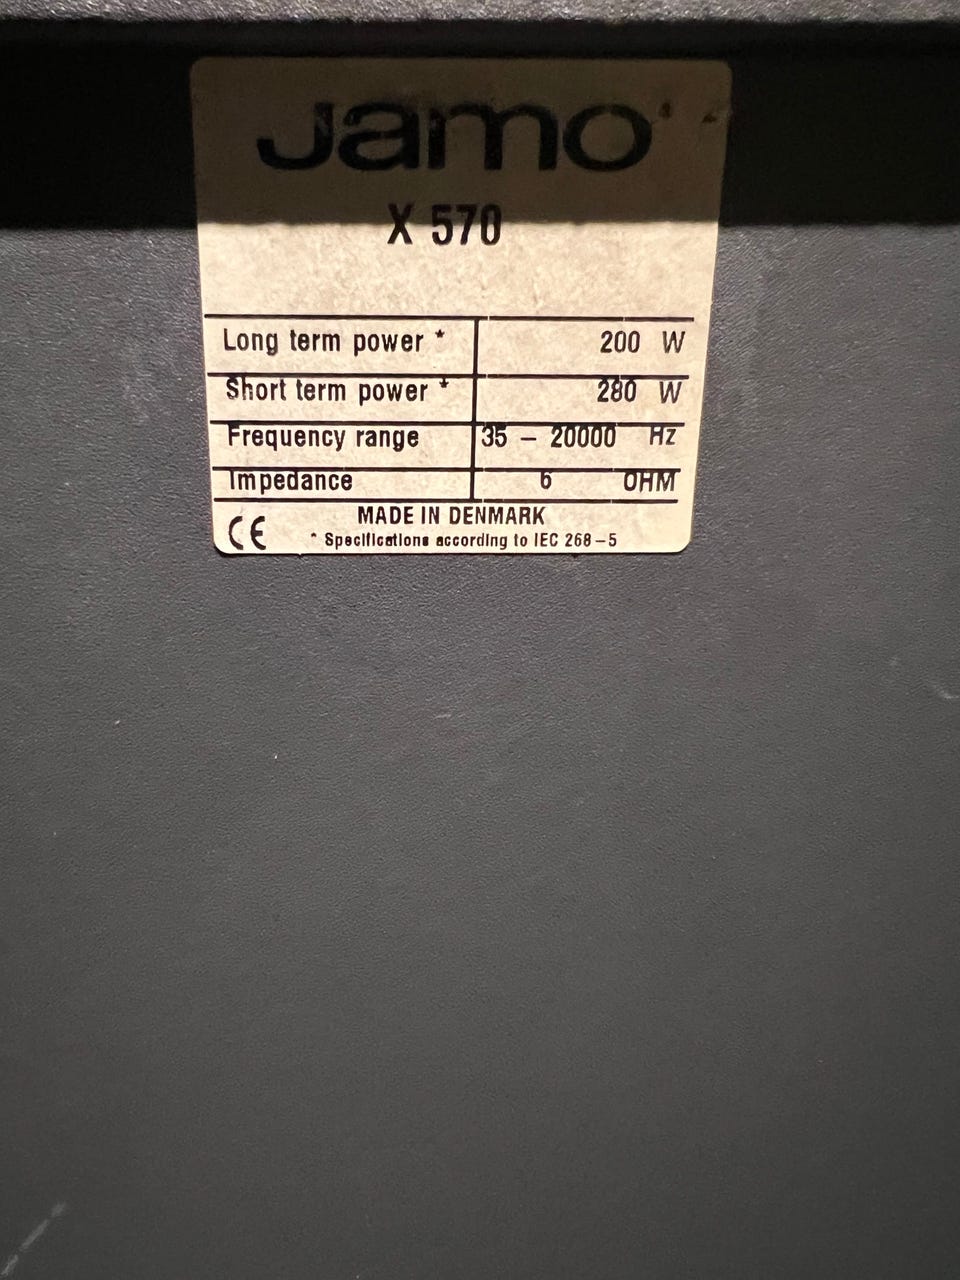 Jamo
X 570
Long term power * 200 W
Short term power * 280 W
Frequency range 35 – 20000 Hz
Impedance 6 OHM
MADE IN DENMARK
CE * Specifications according to IEC 268–5